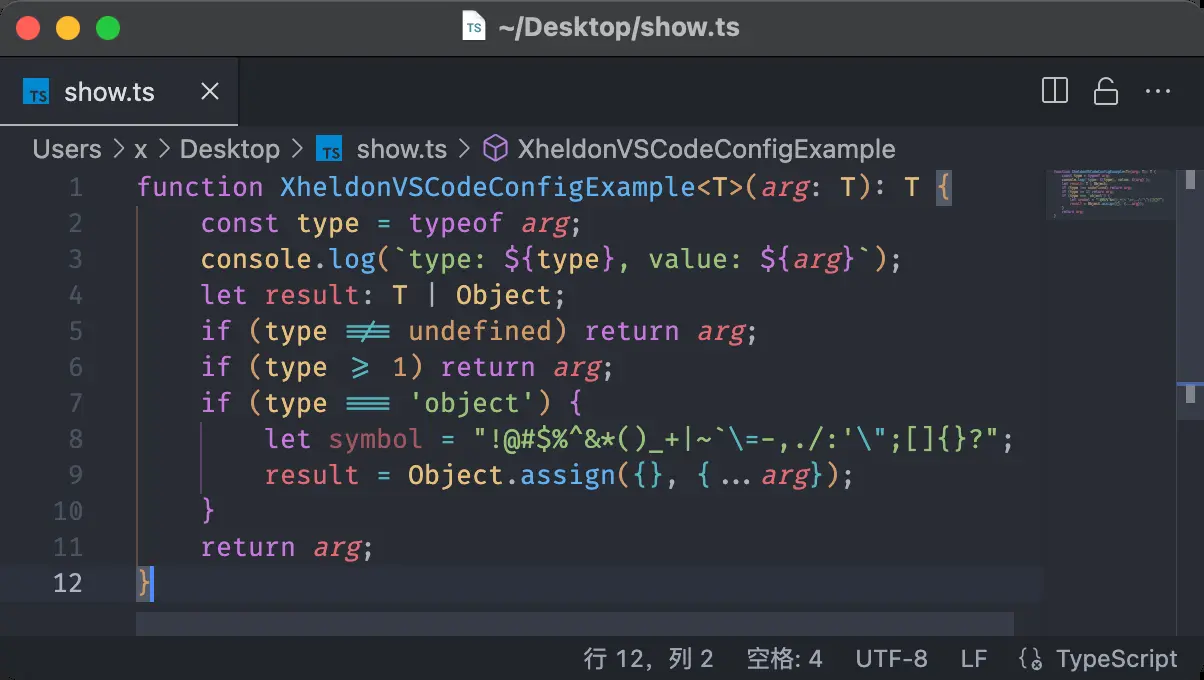 TS ~/Desktop/show.ts
TS show.ts
Users > x > Desktop > TS show.ts > XheldonVSCodeConfigExample
1 function XheldonVSCodeConfigExample<T>(arg: T): T {
2 const type = typeof arg;
3 console.log(`type: ${type}, value: ${arg}`);
4 let result: T | Object;
5 if (type !== undefined) return arg;
6 if (type >= 1) return arg;
7 if (type === 'object') {
8 let symbol = "!@#$%^&*()_+|~`\=-,./:'\";[]{}?";
9 result = Object.assign({}, {...arg});
10 }
11 return arg;
12 }
行 12，列 2 空格: 4 UTF-8 LF {} TypeScript